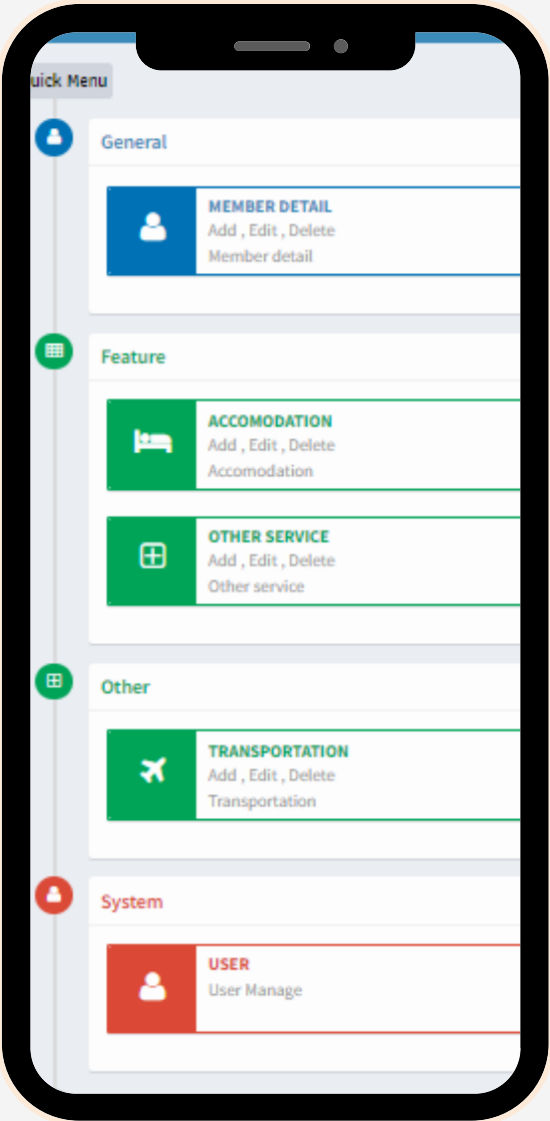 uick Menu
General
MEMBER DETAIL
Add , Edit , Delete
Member detail
Feature
ACCOMODATION
Add , Edit , Delete
Accomodation
OTHER SERVICE
Add , Edit , Delete
Other service
Other
TRANSPORTATION
Add , Edit , Delete
Transportation
System
USER
User Manage